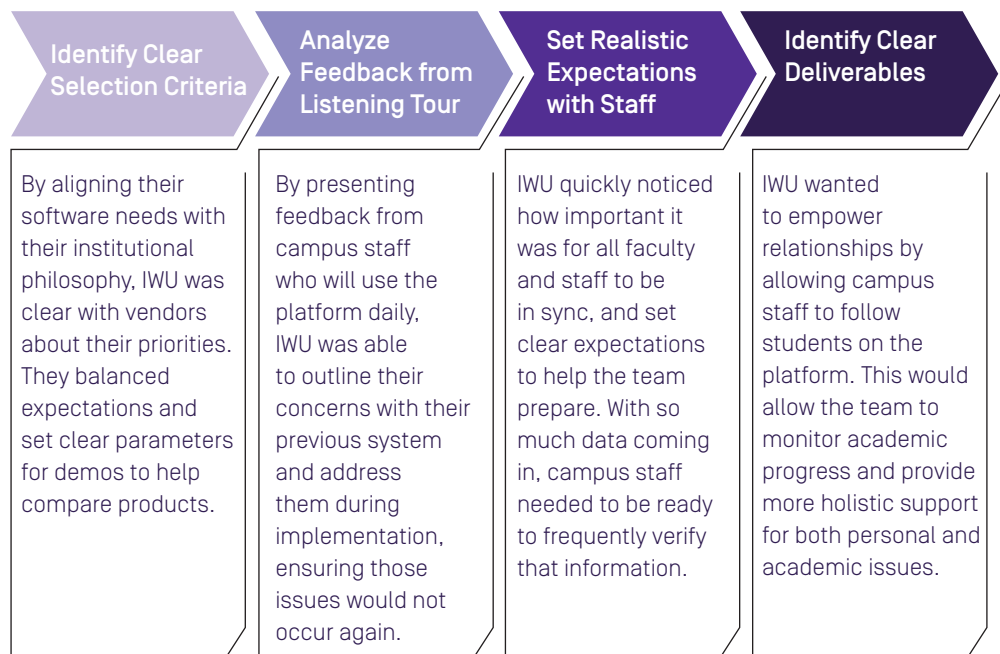 Identify Clear
Selection Criteria
By aligning their
software needs with
their institutional
philosophy, IWU was
clear with vendors
about their priorities.
They balanced
expectations and
set clear parameters
for demos to help
compare products.
Analyze
Feedback from
Listening Tour
By presenting
feedback from
campus staff
who will use the
platform daily,
IWU was able
to outline their
concerns with their
previous system
and address
them during
implementation,
ensuring those
issues would not
occur again.
Set Realistic
Expectations
with Staff
IWU quickly noticed
how important it
was for all faculty
and staff to be
in sync, and set
clear expectations
to help the team
prepare. With so
much data coming
in, campus staff
needed to be ready
to frequently verify
that information.
Identify Clear
Deliverables
IWU wanted
to empower
relationships by
allowing campus
staff to follow
students on the
platform. This would
allow the team to
monitor academic
progress and provide
more holistic support
for both personal and
academic issues.